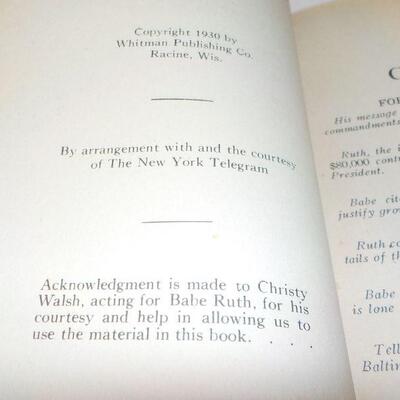 Copyright 1930 by
Whitman Publishing Co.
Racine, Wis.
By arrangement with and the courtesy
of The New York Telegram
Acknowledgment is made to Christy
Walsh, acting for Babe Ruth, for his
courtesy and help in allowing us to
use the material in this book. . . .
C
FOR
His message
commandments
Ruth, the i
$80,000 cont
President.
Babe cit
justify gro
Ruth co
tails of th
Babe
is lone
Tell
Baltin